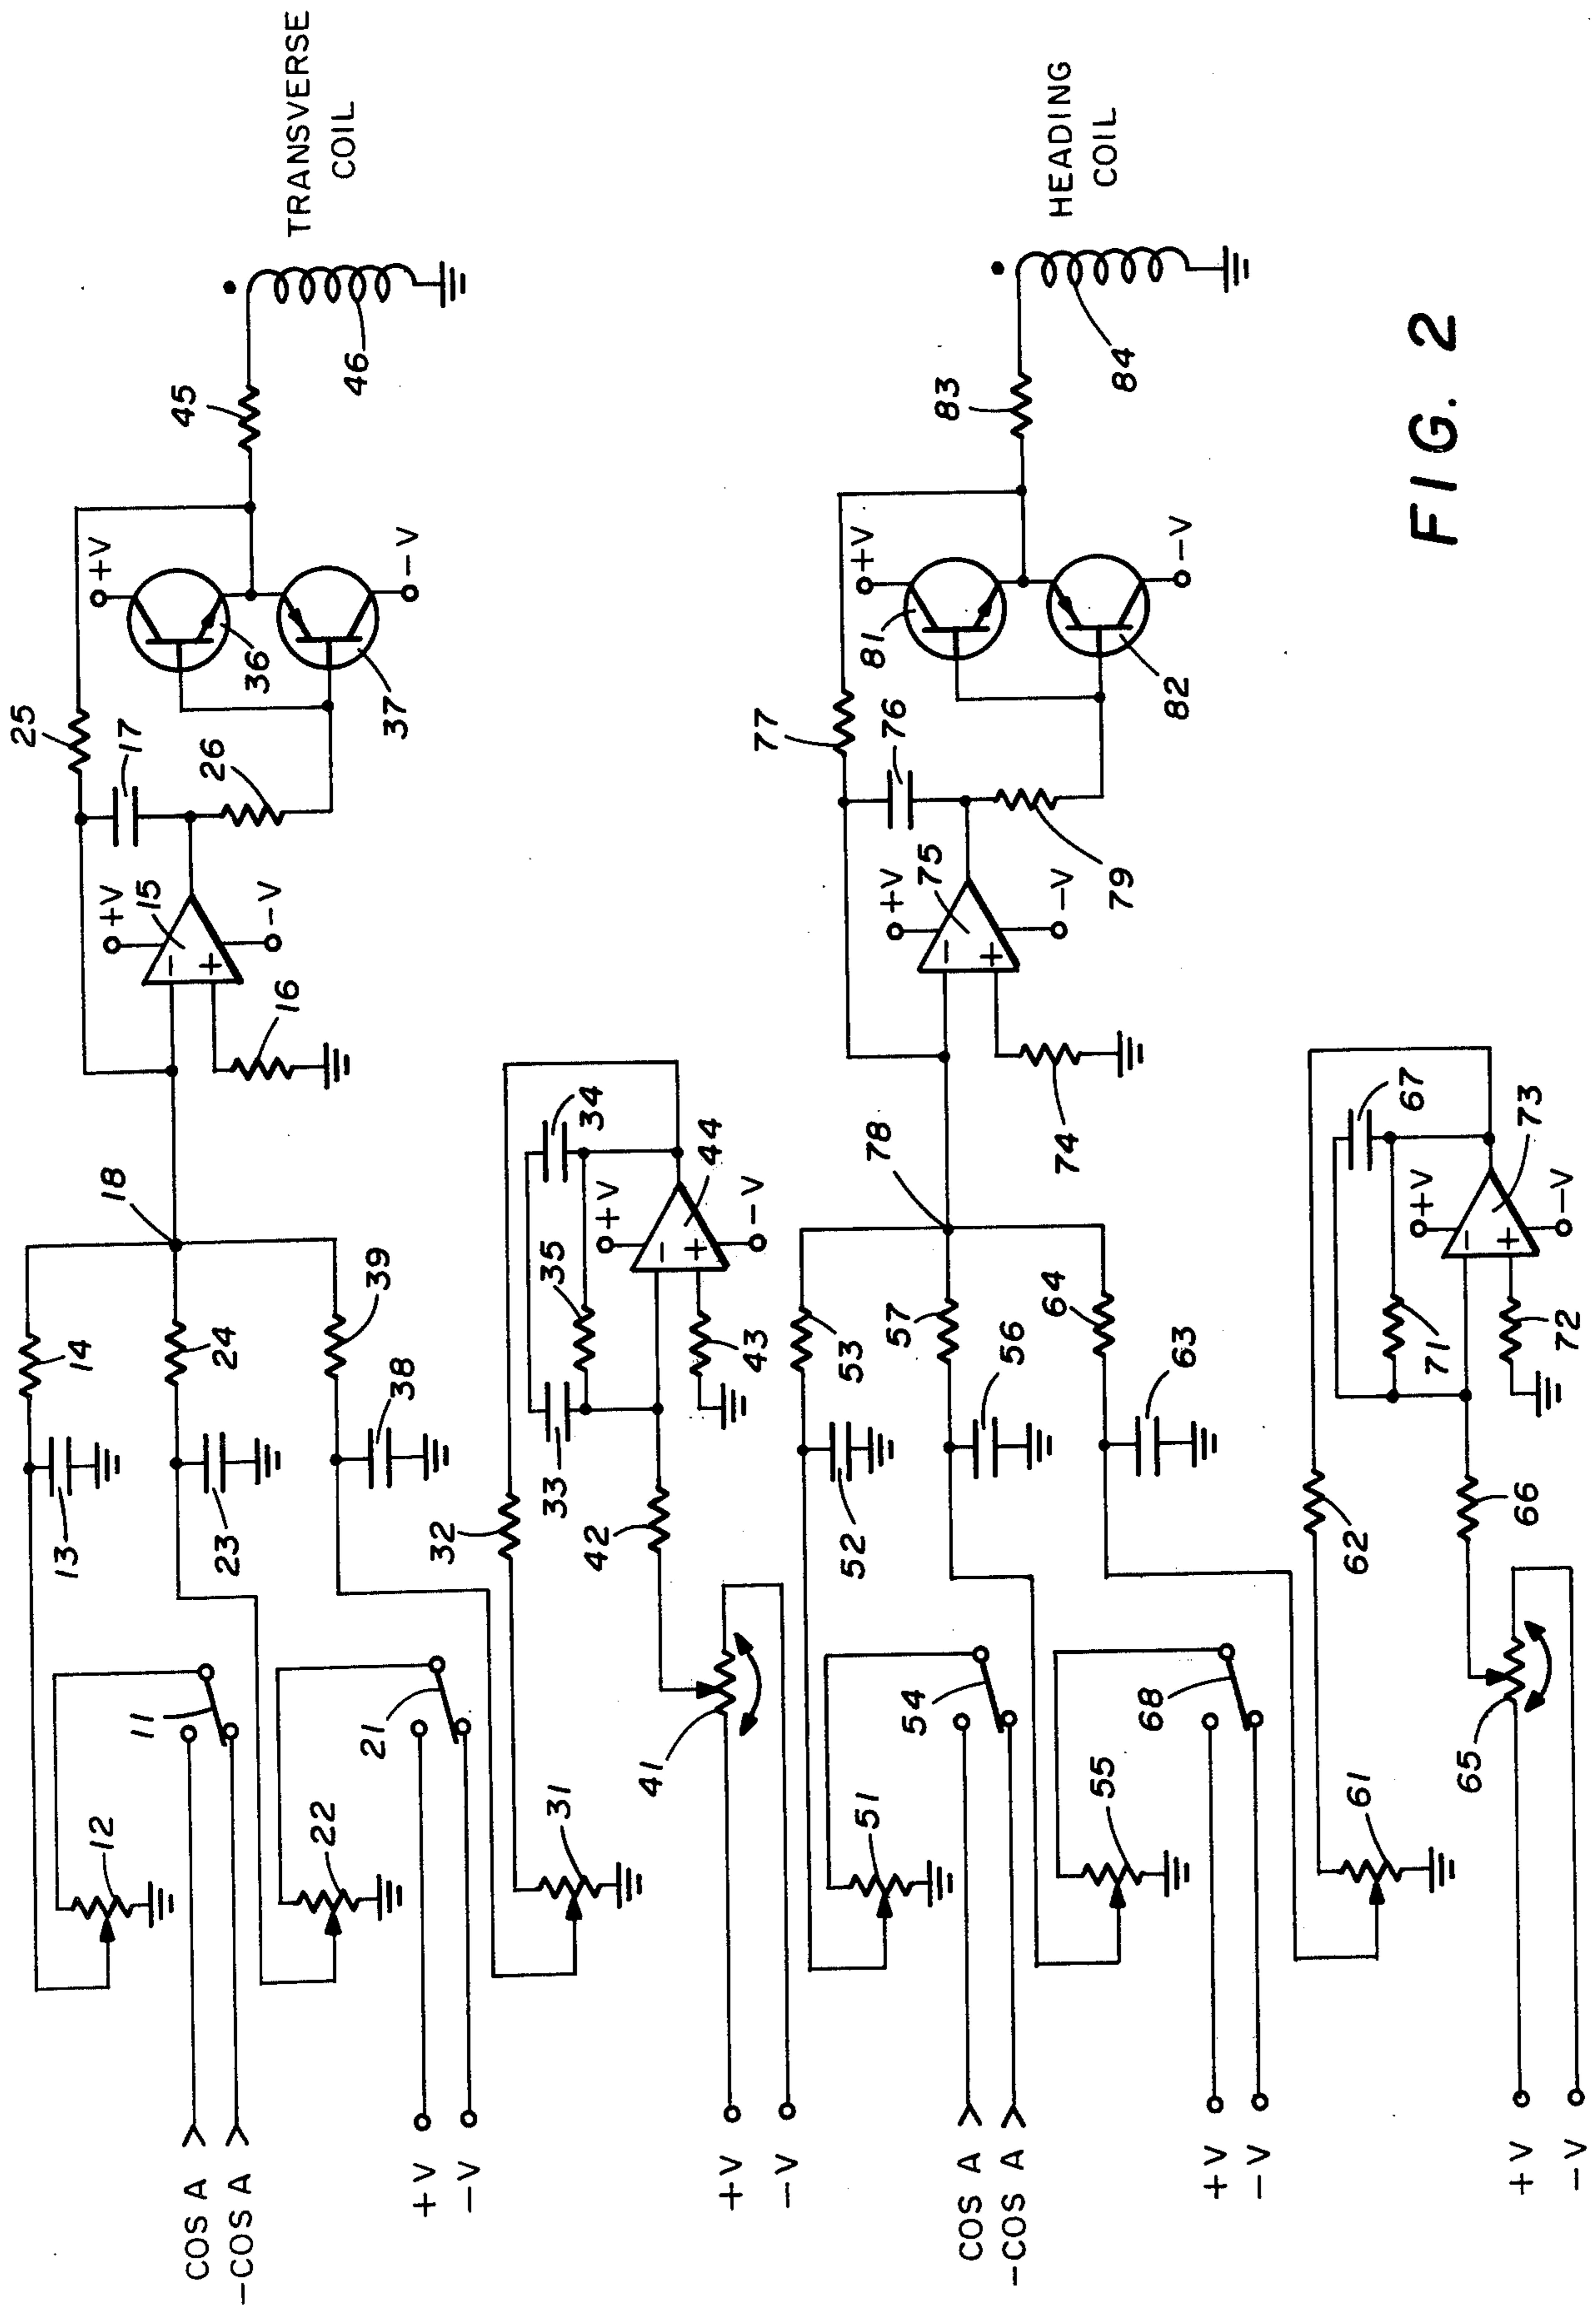 TRANSVERSE
COIL
25
17
26
+V
36
37
-V
45
46
+V
15
-V
16
18
14
24
39
13
23
38
12
11
COS A
-COS A
22
21
+V
-V
31
32
33
34
35
+V
44
-V
42
43
41
+V
-V
HEADING
COIL
77
76
79
+V
81
82
-V
83
84
+V
75
-V
74
78
53
57
64
52
56
63
51
54
COS A
-COS A
55
68
+V
-V
61
62
67
71
+V
73
-V
66
72
65
+V
-V
FIG. 2